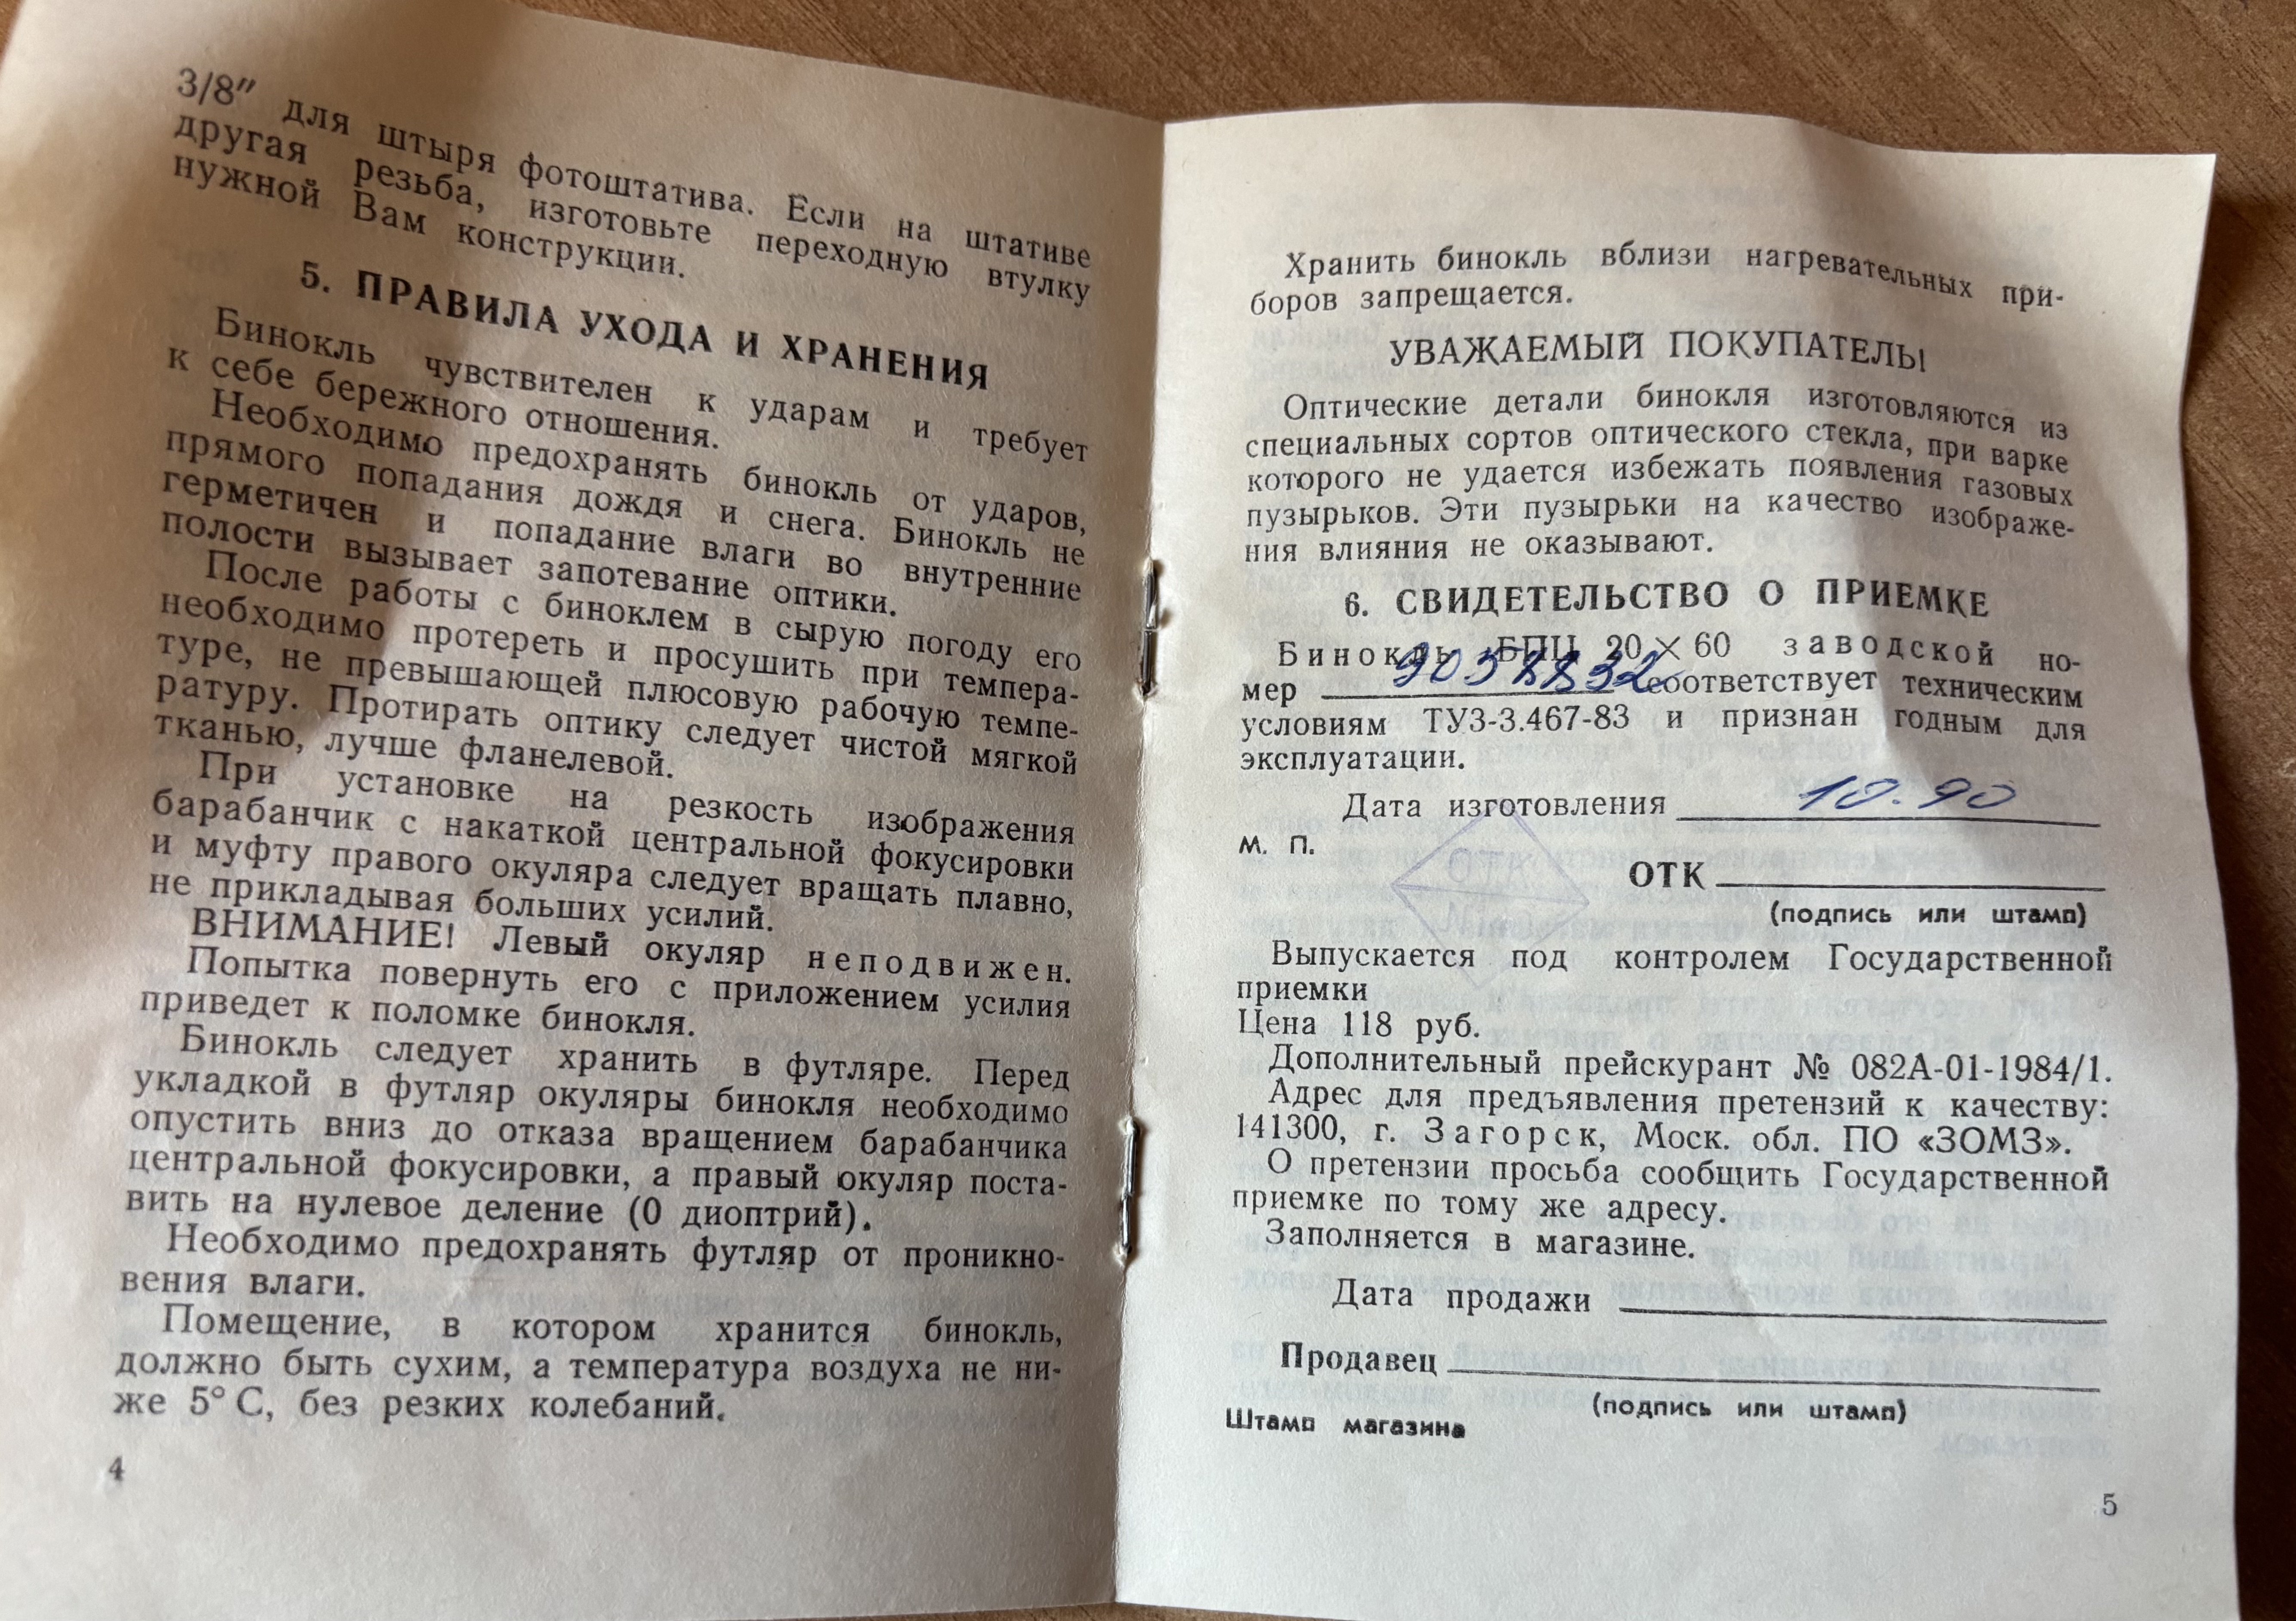 3/8″ для штыря фотоштатива. Если на штативе
другая резьба, изготовьте переходную втулку
нужной Вам конструкции.
5. ПРАВИЛА УХОДА И ХРАНЕНИЯ
Бинокль чувствителен к ударам и требует
к себе бережного отношения.
Необходимо предохранять бинокль от ударов,
прямого попадания дождя и снега. Бинокль не
герметичен и попадание влаги во внутренние
полости вызывает запотевание оптики.
После работы с биноклем в сырую погоду его
необходимо протереть и просушить при темпера-
туре, не превышающей плюсовую рабочую темпе-
ратуру. Протирать оптику следует чистой мягкой
тканью, лучше фланелевой.
При установке на резкость изображения
барабанчик с накаткой центральной фокусировки
и муфту правого окуляра следует вращать плавно,
не прикладывая больших усилий.
ВНИМАНИЕ! Левый окуляр неподвижен.
Попытка повернуть его с приложением усилия
приведет к поломке бинокля.
Бинокль следует хранить в футляре. Перед
укладкой в футляр окуляры бинокля необходимо
опустить вниз до отказа вращением барабанчика
центральной фокусировки, а правый окуляр поста-
вить на нулевое деление (0 диоптрий).
Необходимо предохранять футляр от проникно-
вения влаги.
Помещение, в котором хранится бинокль,
должно быть сухим, а температура воздуха не ни-
же 5° С, без резких колебаний.
4
Хранить бинокль вблизи нагревательных при-
боров запрещается.
УВАЖАЕМЫЙ ПОКУПАТЕЛЬ!
Оптические детали бинокля изготовляются из
специальных сортов оптического стекла, при варке
которого не удается избежать появления газовых
пузырьков. Эти пузырьки на качество изображе-
ния влияния не оказывают.
6. СВИДЕТЕЛЬСТВО О ПРИЕМКЕ
Бинокль БПЦ 20×60 заводской но-
мер 9058832 соответствует техническим
условиям ТУ3-3.467-83 и признан годным для
эксплуатации.
Дата изготовления 10.90
М. П.
ОТК
ОТК
(подпись или штамп)
Выпускается под контролем Государственной
приемки
Цена 118 руб.
Дополнительный прейскурант № 082А-01-1984/1.
Адрес для предъявления претензий к качеству:
141300, г. Загорск, Моск. обл. ПО «ЗОМЗ».
О претензии просьба сообщить Государственной
приемке по тому же адресу.
Заполняется в магазине.
Дата продажи
Продавец
(подпись или штамп)
Штамп магазина
5